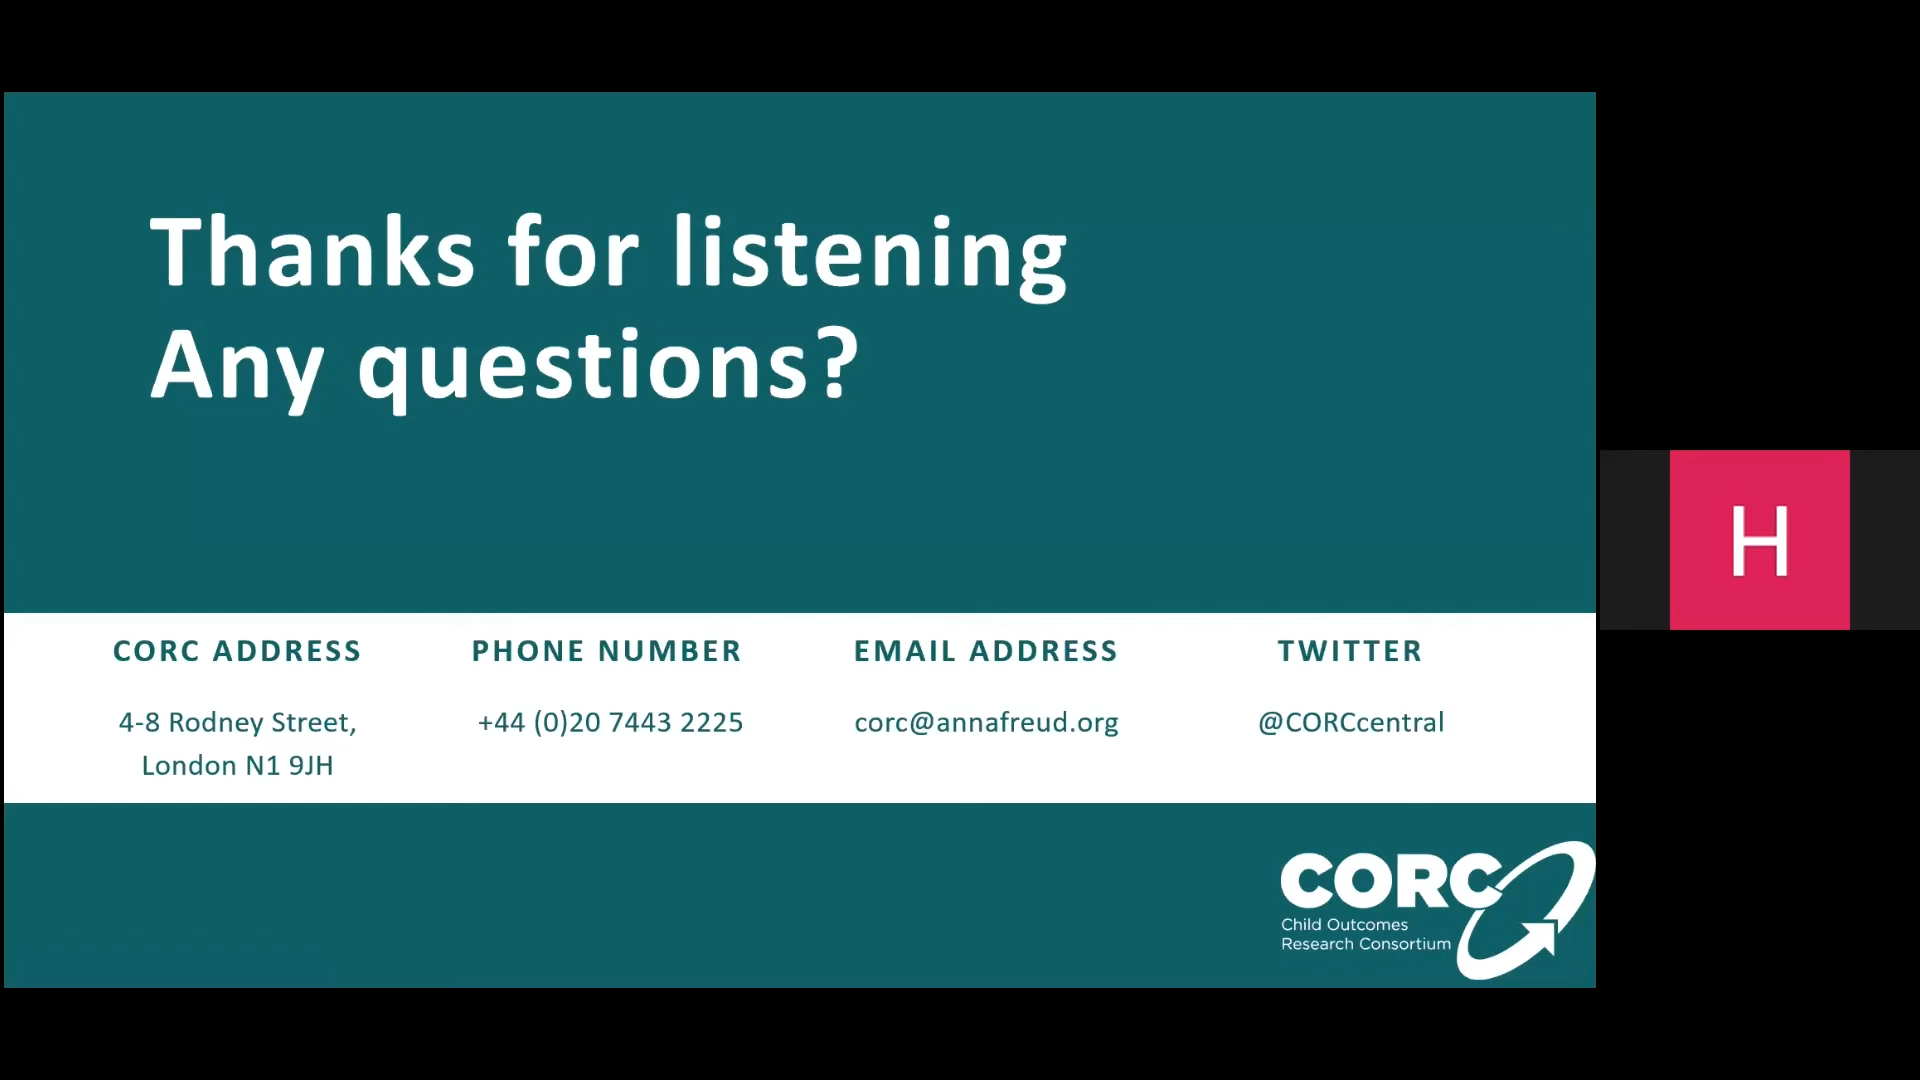 Thanks for listening
Any questions?
CORC ADDRESS
4-8 Rodney Street,
London N1 9JH
PHONE NUMBER
+44 (0)20 7443 2225
EMAIL ADDRESS
corc@annafreud.org
TWITTER
@CORCcentral
CORC
Child Outcomes
Research Consortium
H